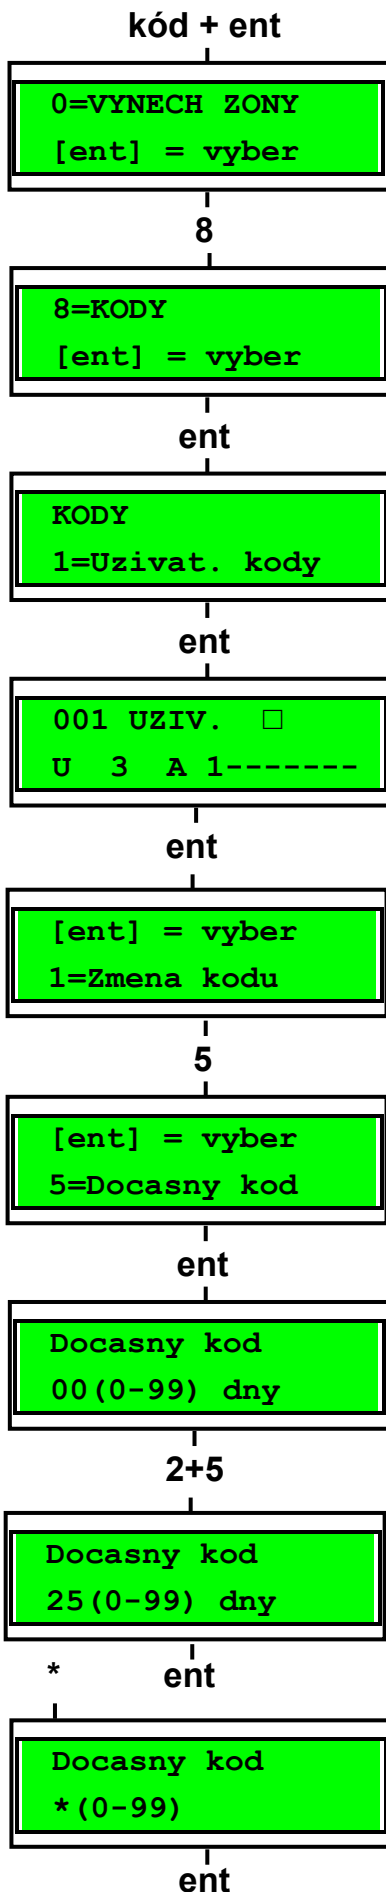 kód + ent
0=VYNECH ZONY
[ent] = vyber
8
8=KODY
[ent] = vyber
ent
KODY
1=Uzivat. kody
ent
001 UZIV. □
U 3 A 1-------
ent
[ent] = vyber
1=Zmena kodu
5
[ent] = vyber
5=Docasny kod
ent
Docasny kod
00(0-99) dny
2+5
Docasny kod
25(0-99) dny
* ent
Docasny kod
*(0-99)
ent